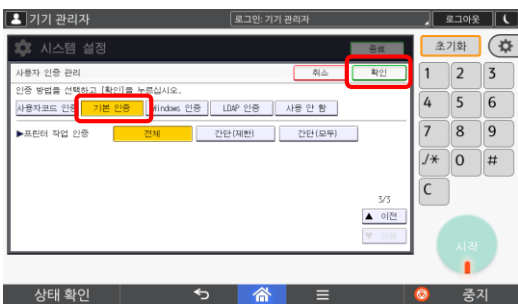 기기 관리자 로그인: 기기 관리자 로그아웃
시스템 설정 종료 초기화
사용자 인증 관리 취소 확인
인증 방법을 선택하고 [확인]을 누르십시오.
사용자코드 인증 기본 인증 Windows 인증 LDAP 인증 사용 안 함
▶프린터 작업 인증 전체 간단(제한) 간단(모두)
3/3
▲ 이전
▼ 다음
1 2 3
4 5 6
7 8 9
./* 0 #
C
시작
상태 확인 중지